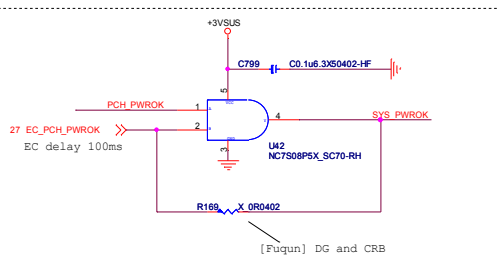 +3VSUS
C799 C0.1u6.3X50402-HF
5
VCC
PCH_PWROK 1 A
4 SYS_PWROK
27 EC_PCH_PWROK 2 B
EC delay 100ms
3
U42
NC7S08P5X_SC70-RH
R169 X_0R0402
[Fuqun] DG and CRB